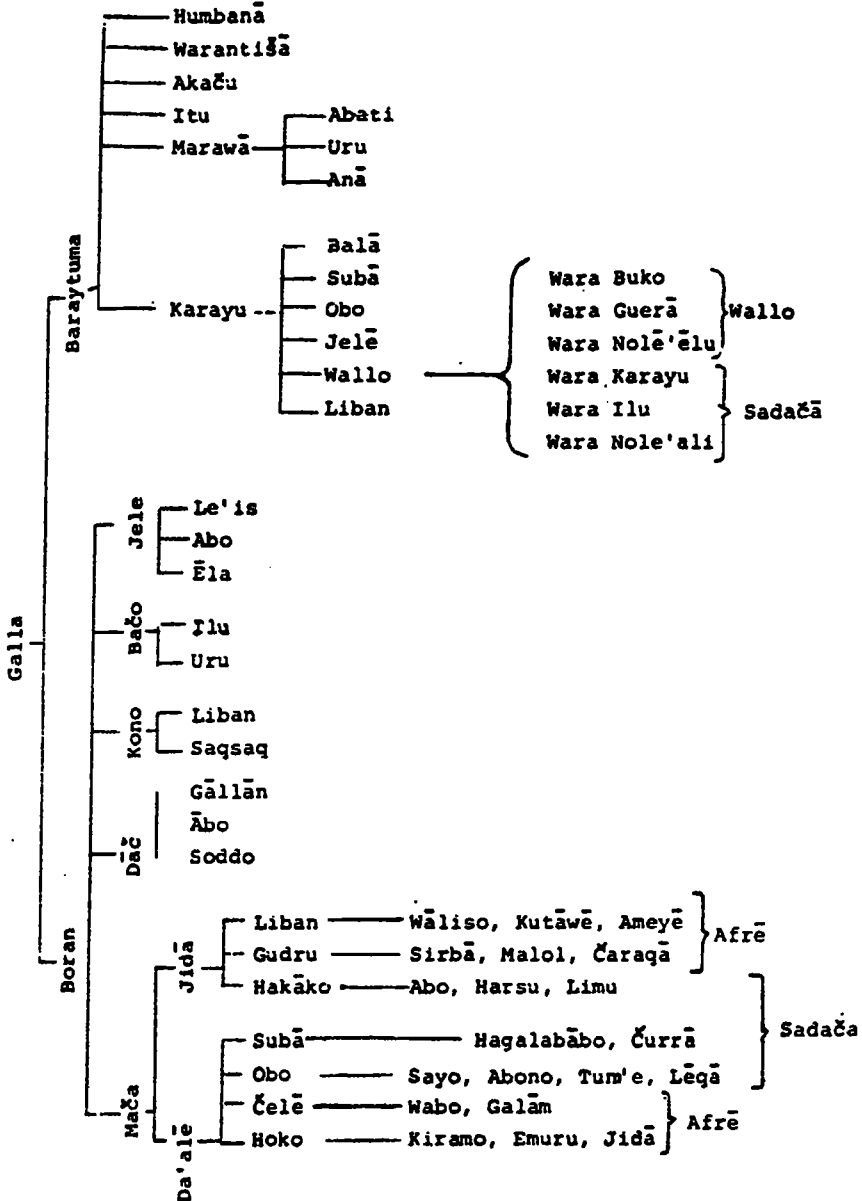 Humbanā
Warantišā
Akaču
Itu
Marawā
Abati
Uru
Anā
Baraytuma
Karayu
Balā
Subā
Obo
Jelē
Wallo
Liban
Wara Buko
Wara Guerā
Wara Nolē'ēlu
Wallo
Wara Karayu
Wara Ilu
Wara Nole'ali
Sadačā
Galla
Boran
Jele
Le'is
Abo
Ēla
Bačo
Ilu
Uru
Kono
Liban
Saqsaq
Dāč
Gāllān
Ābo
Soddo
Mača
Jidā
Liban
Wāliso, Kutāwē, Ameyē
Gudru
Sirbā, Malol, Čaraqā
Afrē
Hakāko
Abo, Harsu, Limu
Da'alē
Subā
Hagalabābo, Čurrā
Obo
Sayo, Abono, Tum'e, Lēqā
Sadača
Čelē
Wabo, Galām
Hoko
Kiramo, Emuru, Jidā
Afrē